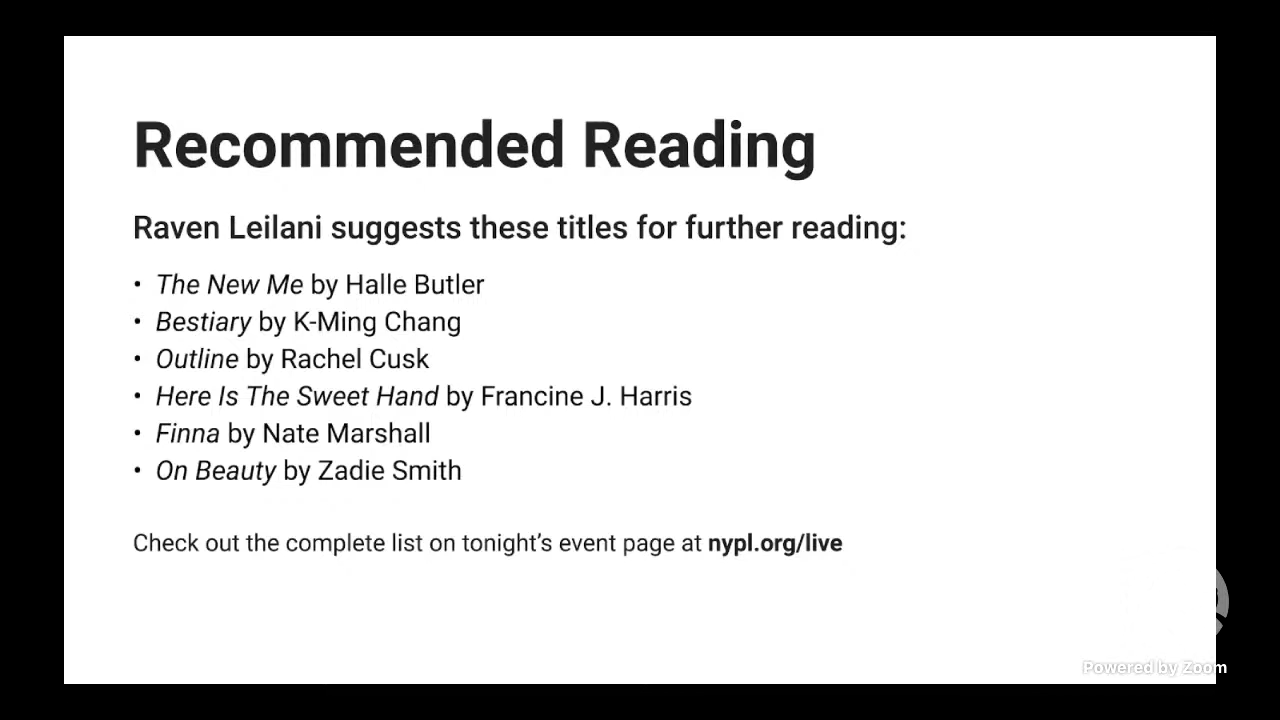 Recommended Reading
Raven Leilani suggests these titles for further reading:
• The New Me by Halle Butler
• Bestiary by K-Ming Chang
• Outline by Rachel Cusk
• Here Is The Sweet Hand by Francine J. Harris
• Finna by Nate Marshall
• On Beauty by Zadie Smith
Check out the complete list on tonight’s event page at nypl.org/live
Powered by Zoom